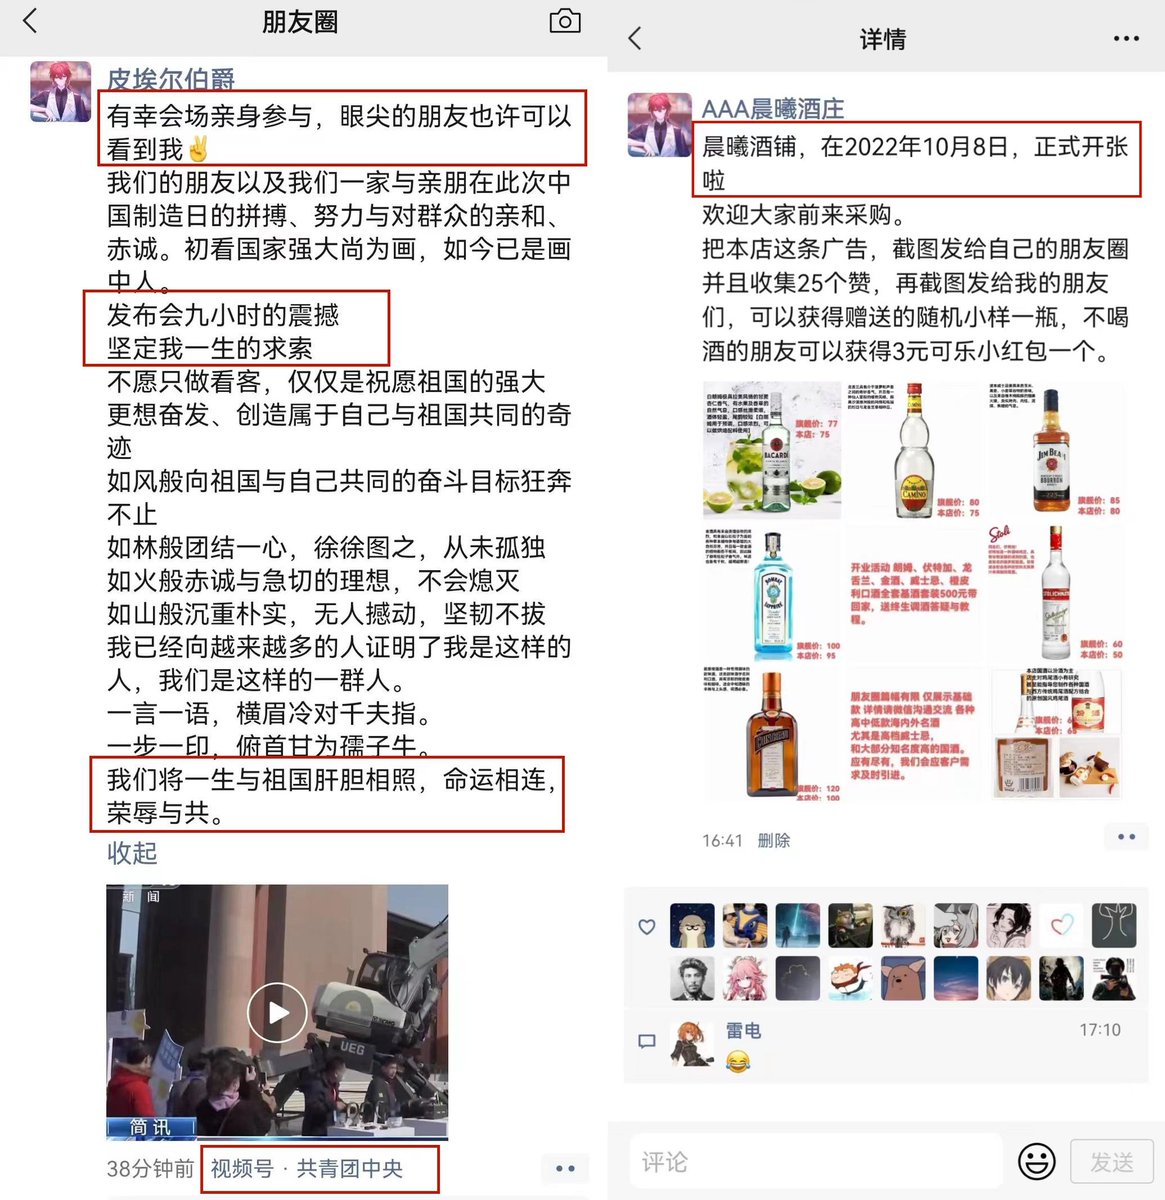 朋友圈
皮埃尔伯爵
有幸会场亲身参与，眼尖的朋友也许可以
看到我✌
我们的朋友以及我们一家与亲朋在此次中
国制造日的拼搏、努力与对群众的亲和、
赤诚。初看国家强大尚为画，如今已是画
中人。
发布会九小时的震撼
坚定我一生的求索
不愿只做看客，仅仅是祝愿祖国的强大
更想奋发、创造属于自己与祖国共同的奇
迹
如风般向祖国与自己共同的奋斗目标狂奔
不止
如林般团结一心，徐徐图之，从未孤独
如火般赤诚与急切的理想，不会熄灭
如山般沉重朴实，无人撼动，坚韧不拔
我已经向越来越多的人证明了我是这样的
人，我们是这样的一群人。
一言一语，横眉冷对千夫指。
一步一印，俯首甘为孺子牛。
我们将一生与祖国肝胆相照，命运相连，
荣辱与共。
收起
新闻
UEG
简讯
38分钟前 视频号 · 共青团中央
详情
AAA晨曦酒庄
晨曦酒铺，在2022年10月8日，正式开张
啦
欢迎大家前来采购。
把本店这条广告，截图发给自己的朋友圈
并且收集25个赞，再截图发给我的朋友
们，可以获得赠送的随机小样一瓶，不喝
酒的朋友可以获得3元可乐小红包一个。
旗舰价：77
本店：75
BACARDI
CAMINO
旗舰价：80
本店价：75
JIM BEAM
BOURBON
旗舰价：85
本店价：80
BOMBAY
SAPPHIRE
旗舰价：100
本店价：95
开业活动 朗姆、伏特加、龙
舌兰、金酒、威士忌、橙皮
利口酒全套基酒套装500元带
回家，送终生调酒答疑与教
程。
Stoli
STOLICHNAYA
旗舰价：60
本店价：50
COINTREAU
旗舰价：120
本店价：100
朋友圈篇幅有限 仅展示基础
款 详情请微信沟通交流 各种
高中低款海内外名酒
尤其是高档威士忌，
和大部分知名度高的国酒。
应有尽有，我们会应客户需
求及时引进。
本店国酒以汾酒为主
16:41 删除
雷电
17:10
😂
评论
发送